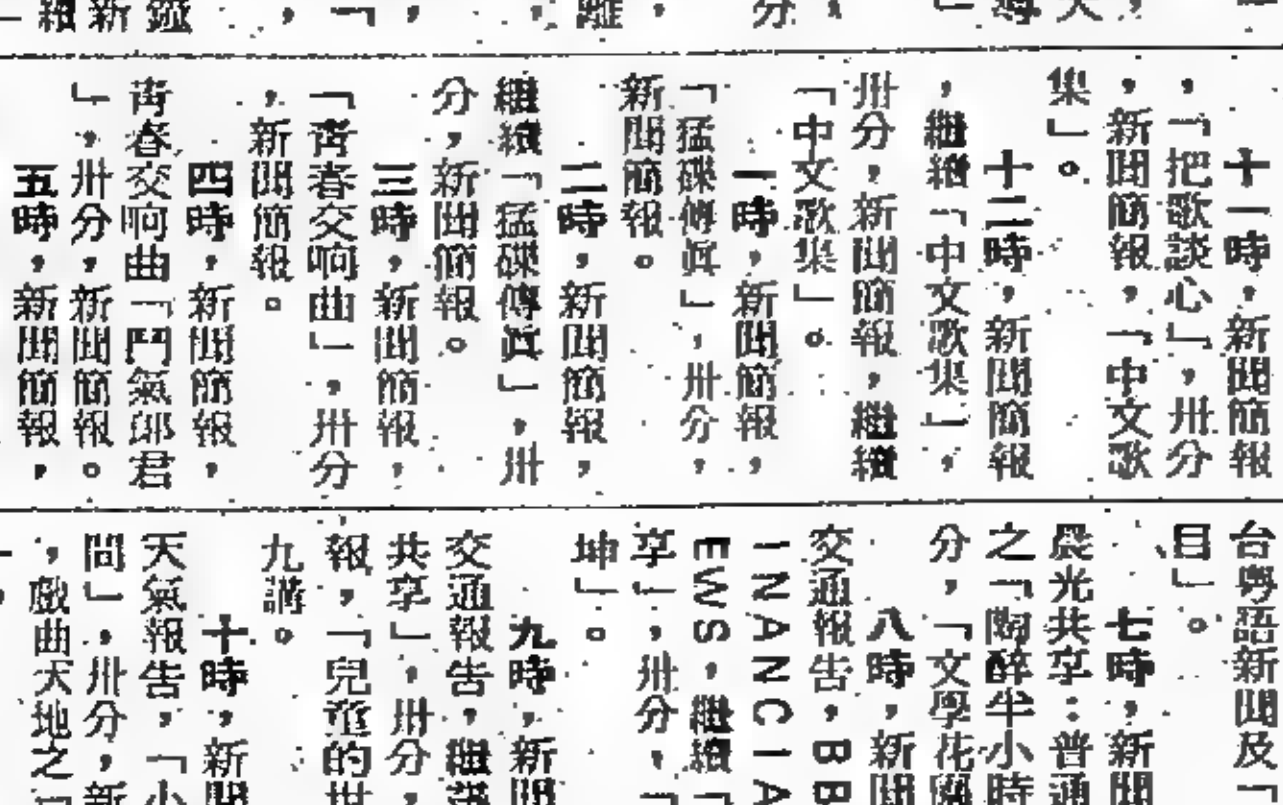 十一時，新聞簡報
，「把歌談心」，卅分
，新聞簡報，「中文歌
集」。
十二時，新聞簡報
，繼續「中文歌集」，
卅分，新聞簡報，繼續
「中文歌集」。
一時，新聞簡報，
「猛碟傳眞」，卅分，
新聞簡報。
二時，新聞簡報，
繼續「猛碟傳眞」，卅
分，新聞簡報。
三時，新聞簡報，
「靑春交响曲」，卅分
，新聞簡報。
四時，新聞簡報，
靑春交响曲「鬥氣郎君
」，卅分，新聞簡報。
五時，新聞簡報，
台粵語新聞及「
目」。
七時，新聞
晨光共享：普通
之「陶醉半小時
分，「文學花園
八時，新聞
交通報告，BB
INANCIA
EWS，繼續「
享」，卅分，「
坤」。
九時，新聞
交通報告，繼續
共享」，卅分，
報，「兒童的世
九講。
十時，新聞
天氣報告，「小
問」，卅分，新
，戲曲天地之「